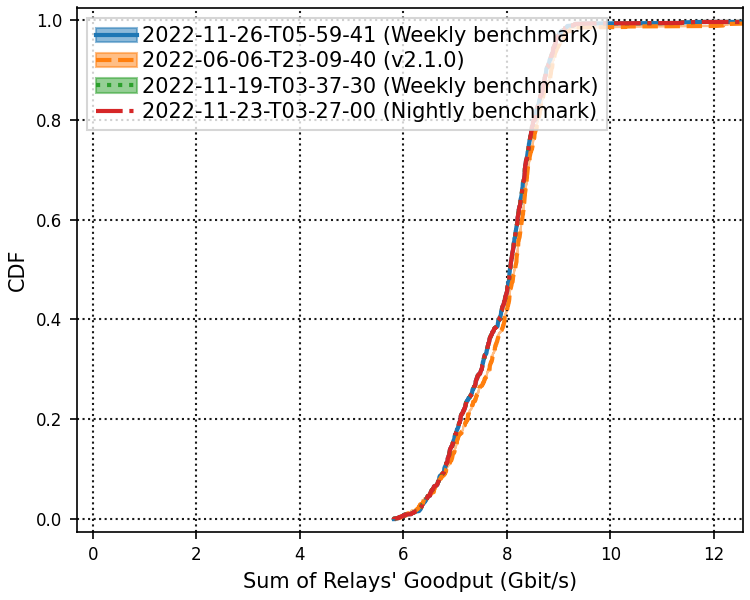 1.0
0.8
0.6
0.4
0.2
0.0
CDF
2022-11-26-T05-59-41 (Weekly benchmark)
2022-06-06-T23-09-40 (v2.1.0)
2022-11-19-T03-37-30 (Weekly benchmark)
2022-11-23-T03-27-00 (Nightly benchmark)
0 2 4 6 8 10 12
Sum of Relays' Goodput (Gbit/s)